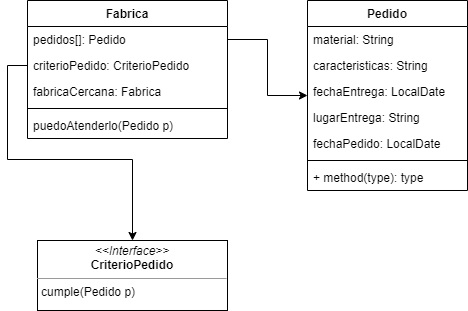 Fabrica
pedidos[]: Pedido
criterioPedido: CriterioPedido
fabricaCercana: Fabrica
puedoAtenderlo(Pedido p)
Pedido
material: String
caracteristicas: String
fechaEntrega: LocalDate
lugarEntrega: String
fechaPedido: LocalDate
+ method(type): type
<<Interface>>
CriterioPedido
cumple(Pedido p)